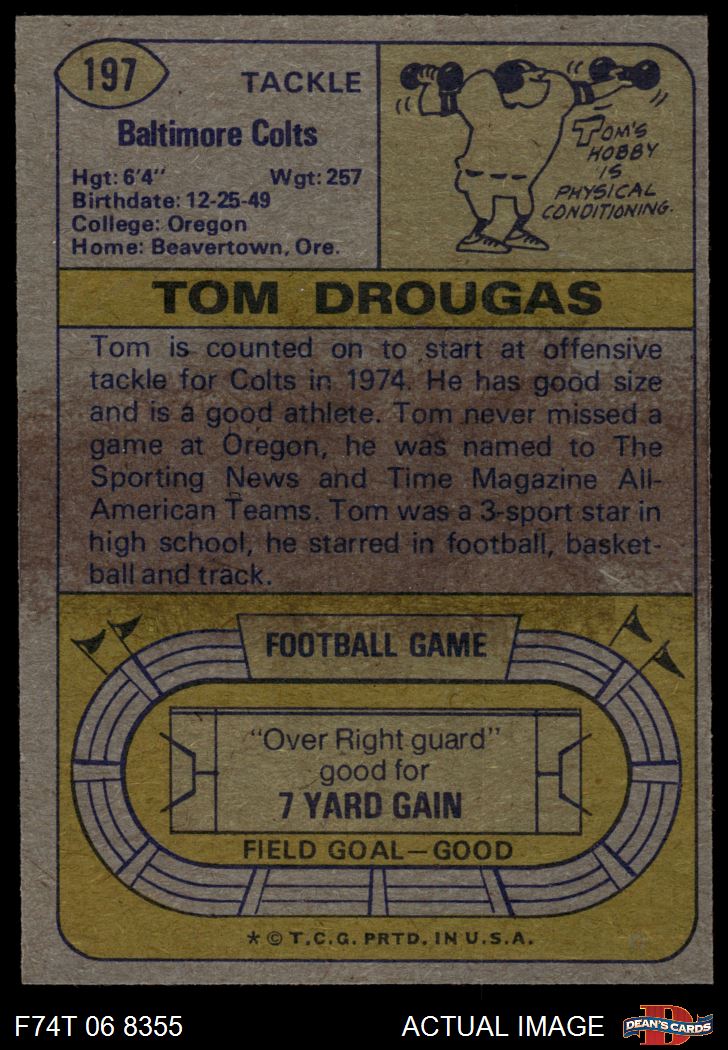 197
TACKLE
Baltimore Colts
Hgt: 6'4" Wgt: 257
Birthdate: 12-25-49
College: Oregon
Home: Beavertown, Ore.
TOM'S
HOBBY
IS
PHYSICAL
CONDITIONING.
TOM DROUGAS
Tom is counted on to start at offensive
tackle for Colts in 1974. He has good size
and is a good athlete. Tom never missed a
game at Oregon, he was named to The
Sporting News and Time Magazine All-
American Teams. Tom was a 3-sport star in
high school, he starred in football, basket-
ball and track.
FOOTBALL GAME
"Over Right guard"
good for
7 YARD GAIN
FIELD GOAL—GOOD
* © T.C.G. PRTD. IN U.S.A.
F74T 06 8355 ACTUAL IMAGE
DEAN'S CARDS